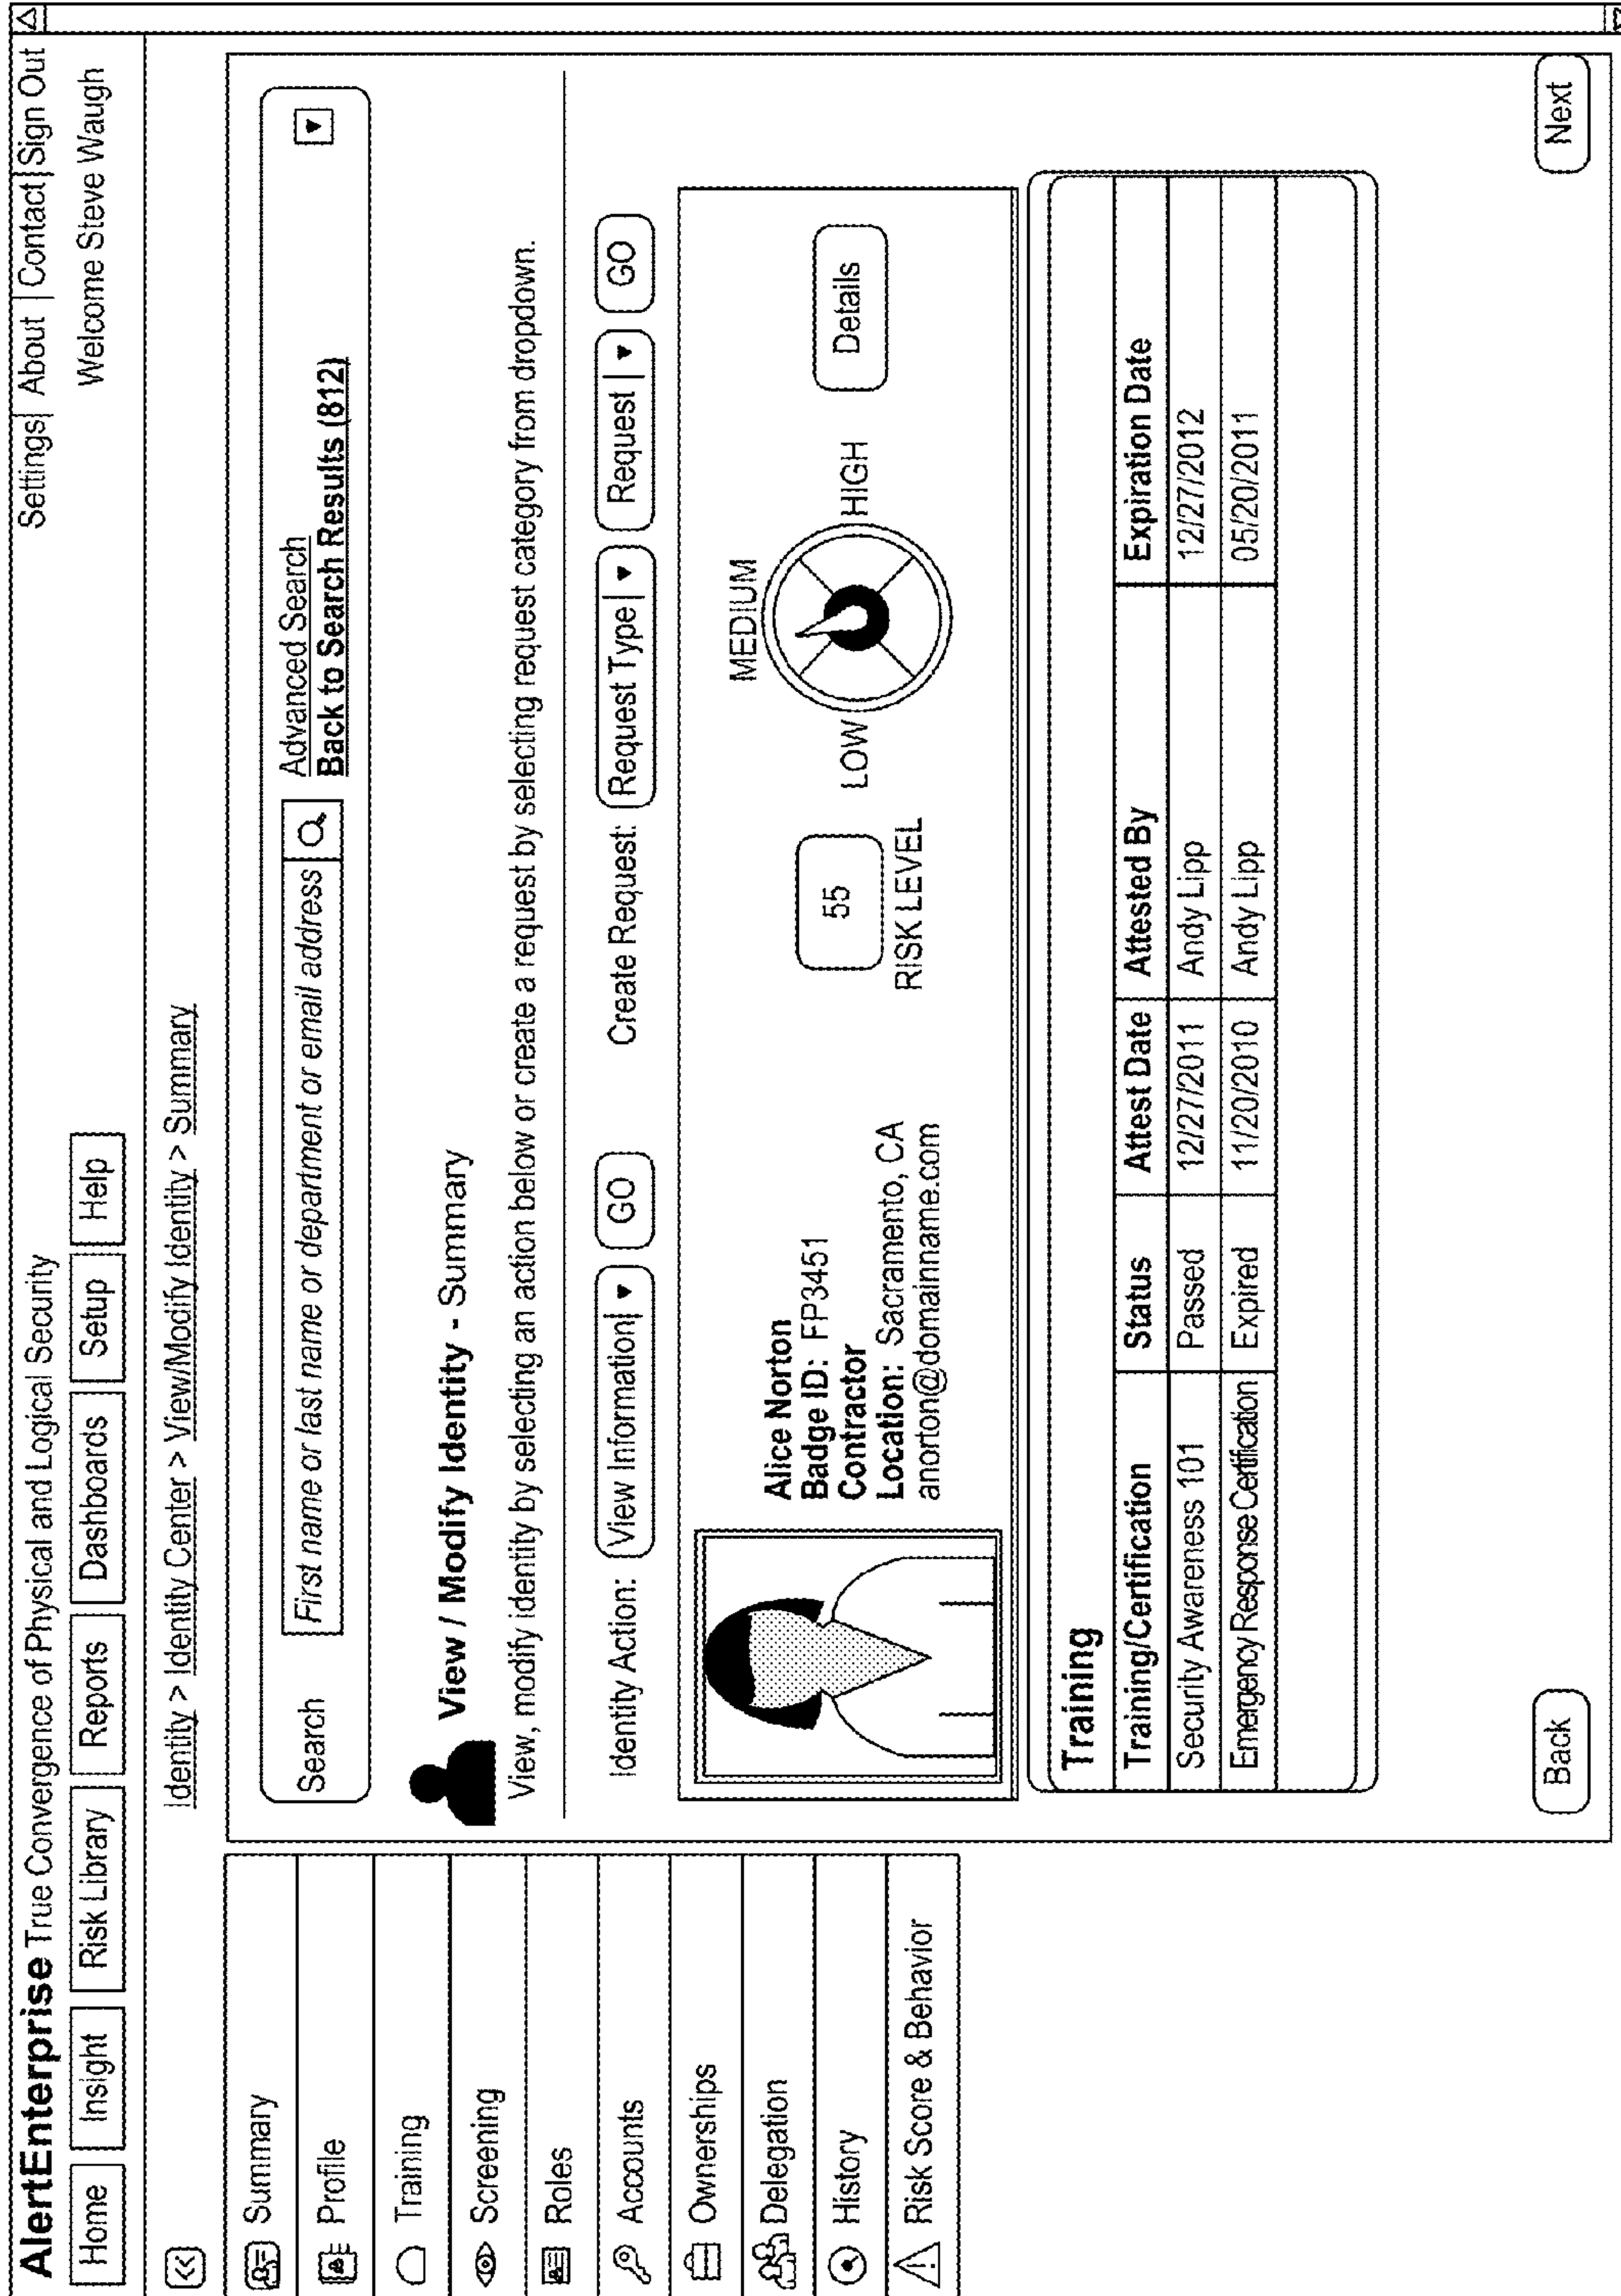 AlertEnterprise True Convergence of Physical and Logical Security
Settings| About | Contact | Sign Out
Welcome Steve Waugh
Home Insight Risk Library Reports Dashboards Setup Help
<< Identity > Identity Center > View/Modify Identity > Summary
Summary
Profile
Training
Screening
Roles
Accounts
Ownerships
Delegation
History
Risk Score & Behavior
Search First name or last name or department or email address Advanced Search
Back to Search Results (812)
View / Modify Identity - Summary
View, modify identity by selecting an action below or create a request by selecting request category from dropdown.
Identity Action: View Information GO Create Request: Request Type Request GO
Alice Norton
Badge ID: FP3451
Contractor
Location: Sacramento, CA
anorton@domainname.com
55
RISK LEVEL
LOW MEDIUM HIGH
Details
Training
Training/Certification Status Attest Date Attested By Expiration Date
Security Awareness 101 Passed 12/27/2011 Andy Lipp 12/27/2012
Emergency Response Certification Expired 11/20/2010 Andy Lipp 05/20/2011
Back Next